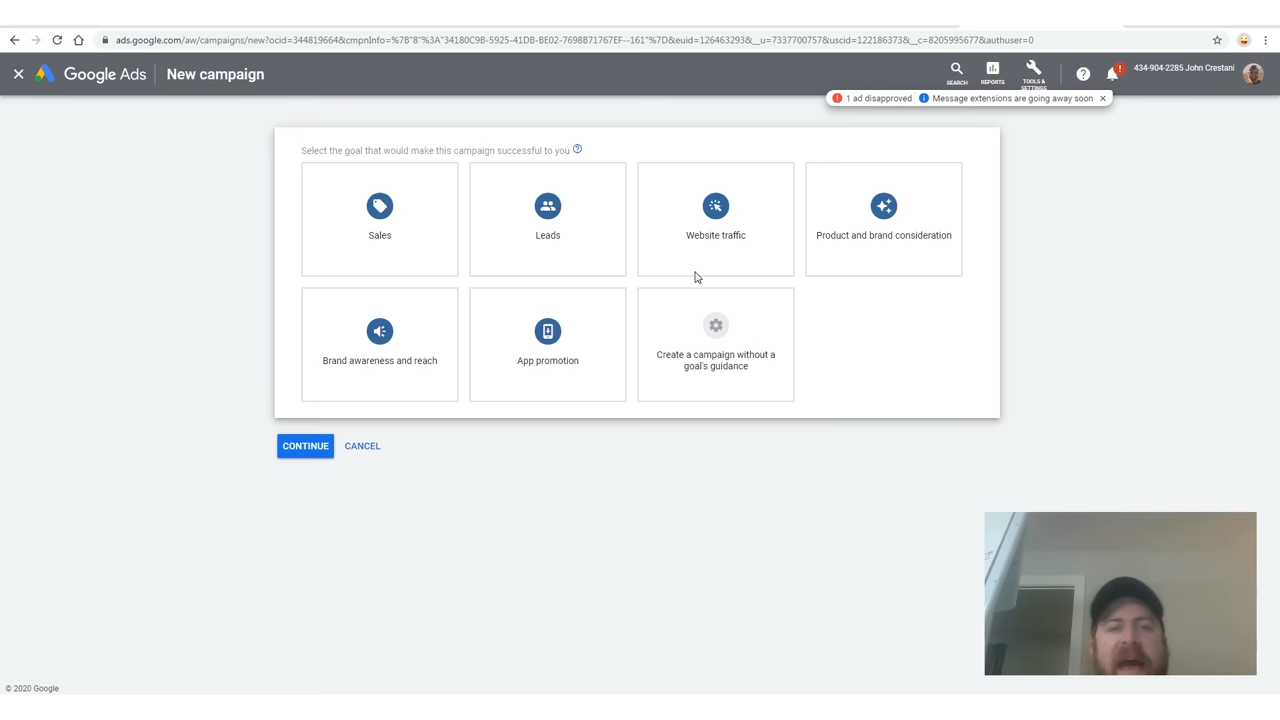 ads.google.com/aw/campaigns/new?ocid=344819664&cmpnInfo=%7B"8"%3A"34180C9B-5925-41DB-BE02-7698B71767EF--161"%7D&euid=126463293&__u=7337700757&uscid=122186373&__c=8205995677&authuser=0
Google Ads
New campaign
SEARCH
REPORTS
TOOLS &
SETTINGS
434-904-2285 John Crestani
1 ad disapproved
Message extensions are going away soon
Select the goal that would make this campaign successful to you
Sales
Leads
Website traffic
Product and brand consideration
Brand awareness and reach
App promotion
Create a campaign without a
goal's guidance
CONTINUE
CANCEL
© 2020 Google